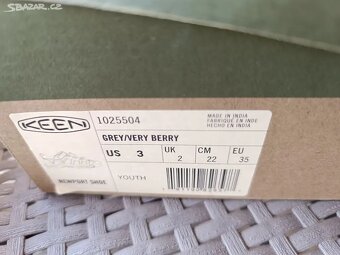 SBAZAR.CZ
KEEN
1025504
GREY/VERY BERRY
MADE IN INDIA
FABRIQUÉ EN INDE
HECHO EN INDIA
US 3
UK 2
CM 22
EU 35
NEWPORT SHOE
YOUTH